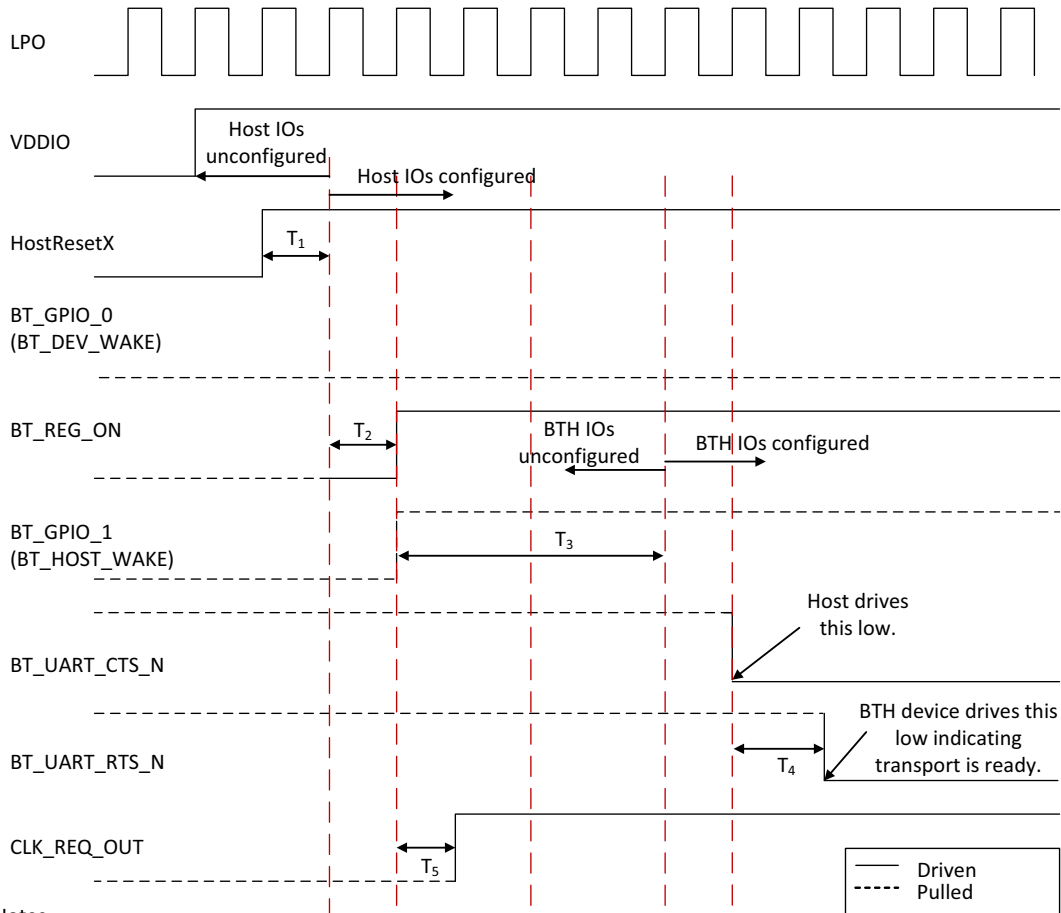 LPO
VDDIO
Host IOs
unconfigured
Host IOs configured
HostResetX
T1
BT_GPIO_0
(BT_DEV_WAKE)
BT_REG_ON
T2
BTH IOs
unconfigured
BTH IOs configured
BT_GPIO_1
(BT_HOST_WAKE)
T3
Host drives
this low.
BT_UART_CTS_N
BTH device drives this
low indicating
transport is ready.
BT_UART_RTS_N
T4
CLK_REQ_OUT
T5
Driven
Pulled